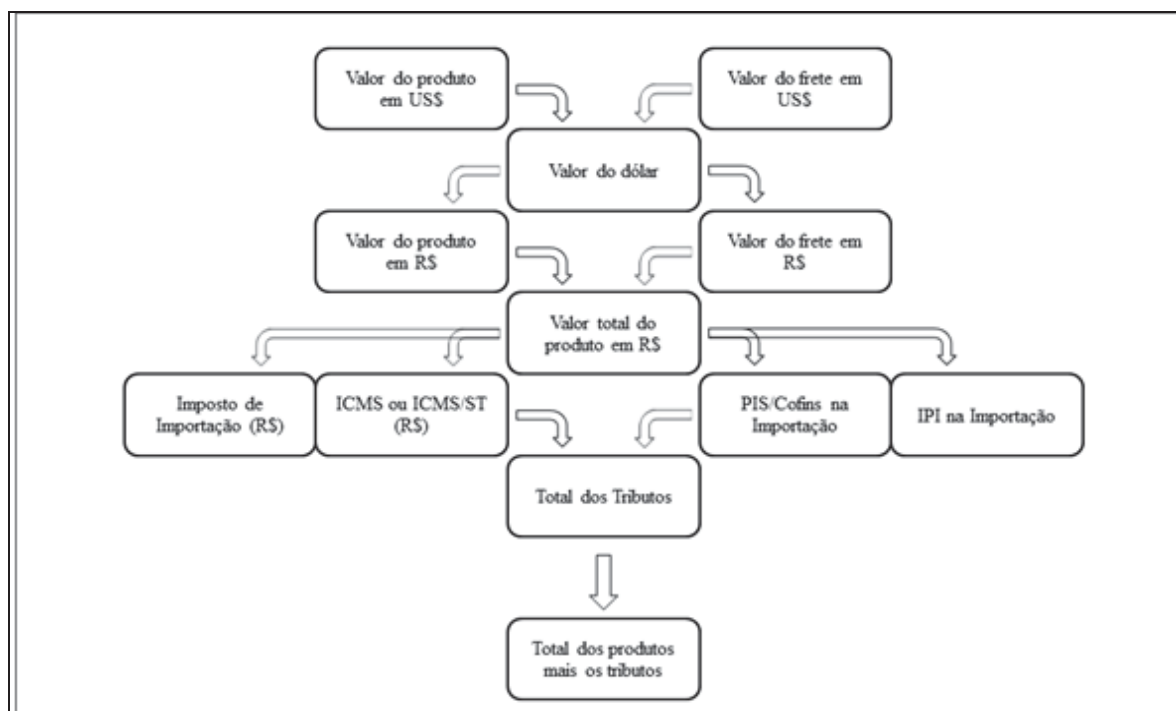 Valor do produto
em US$
Valor do frete em
US$
Valor do dólar
Valor do produto
em R$
Valor do frete em
R$
Valor total do
produto em R$
Imposto de
Importação (R$)
ICMS ou ICMS/ST
(R$)
PIS/Cofins na
Importação
IPI na Importação
Total dos Tributos
Total dos produtos
mais os tributos